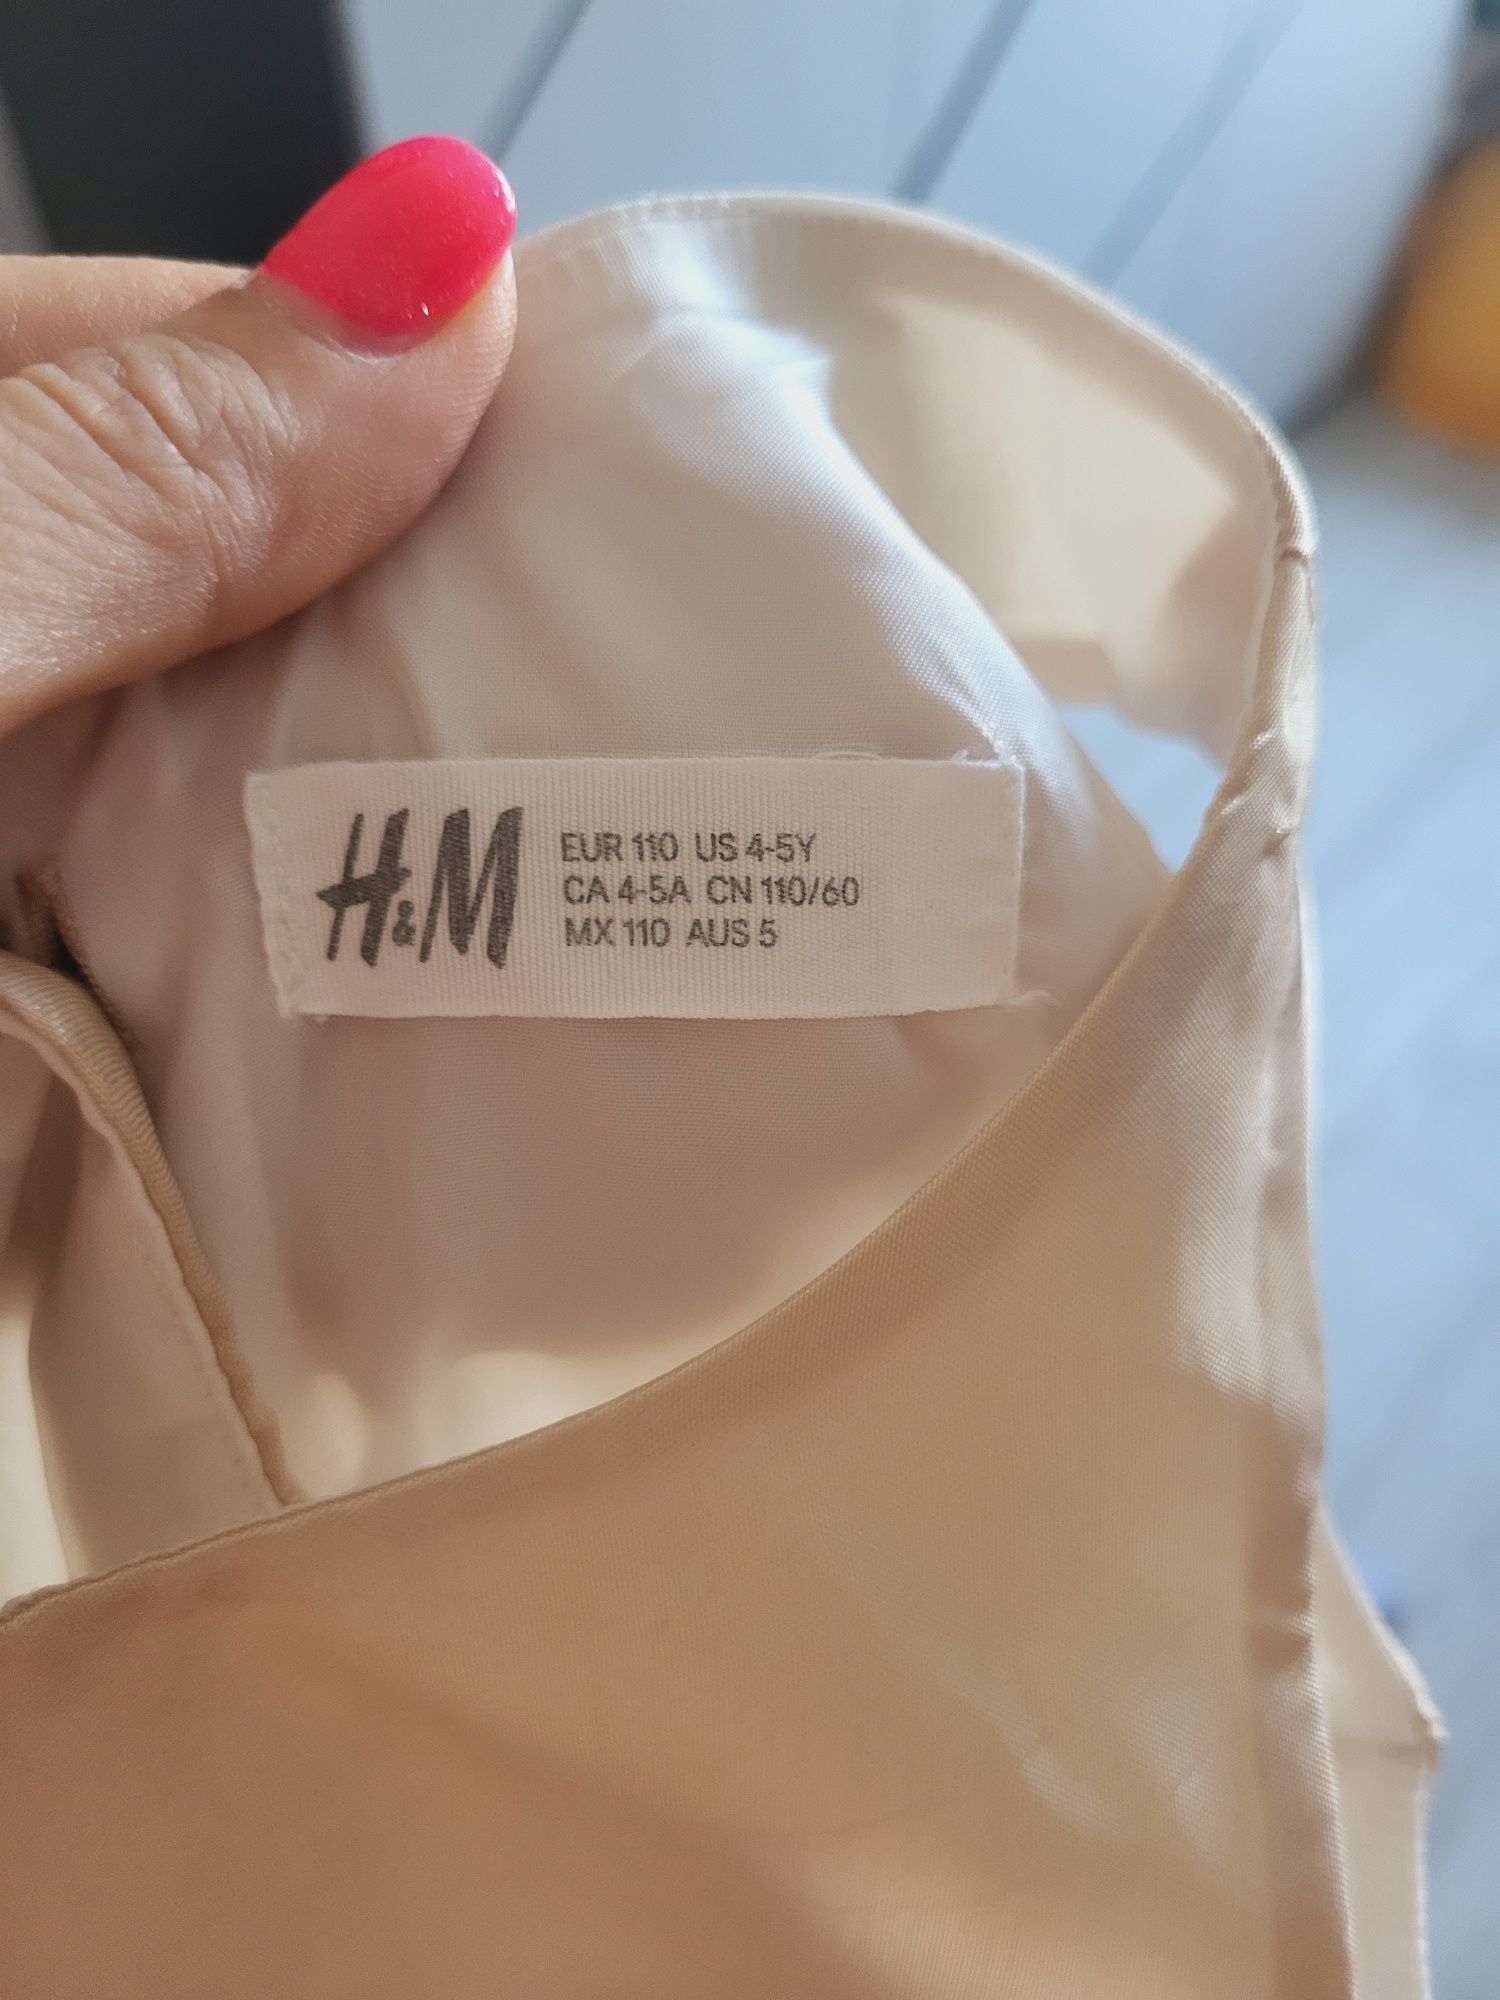 H&M
EUR 110 US 4-5Y
CA 4-5A CN 110/60
MX 110 AUS 5